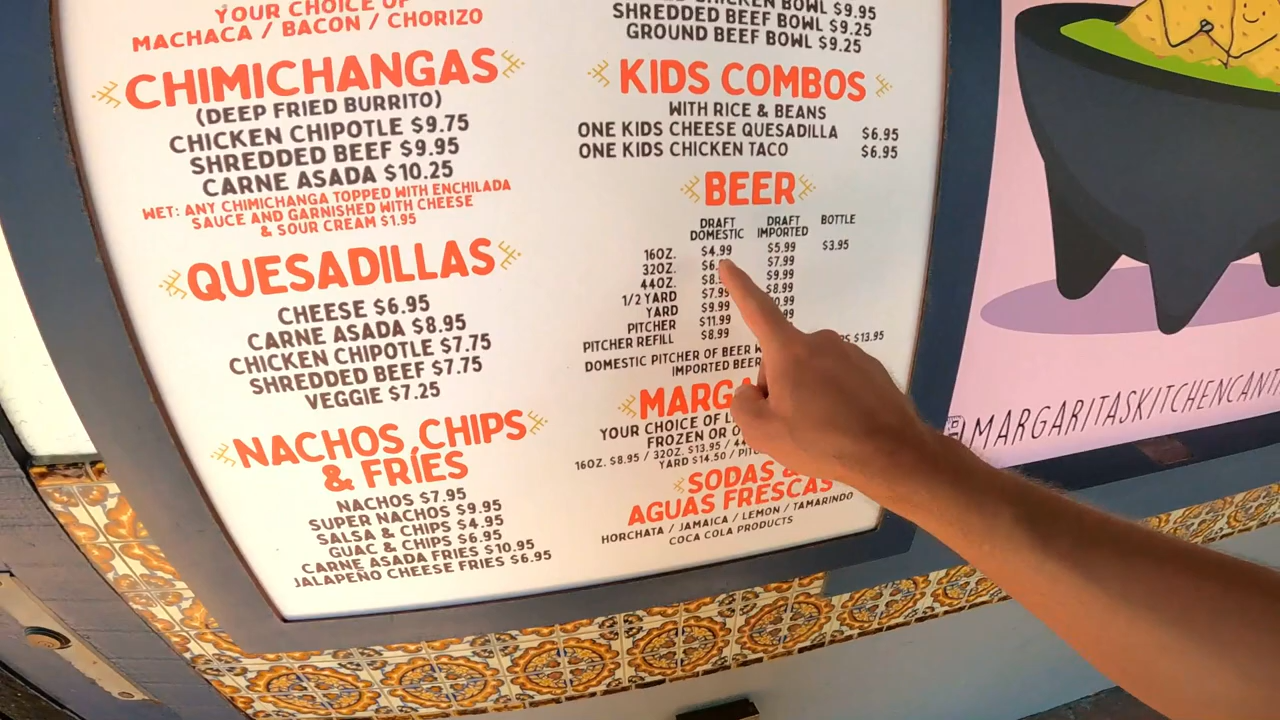 YOUR CHOICE OF
MACHACA / BACON / CHORIZO
CHIMICHANGAS
(DEEP FRIED BURRITO)
CHICKEN CHIPOTLE $9.75
SHREDDED BEEF $9.95
CARNE ASADA $10.25
WET: ANY CHIMICHANGA TOPPED WITH ENCHILADA
SAUCE AND GARNISHED WITH CHEESE
& SOUR CREAM $1.95
QUESADILLAS
CHEESE $6.95
CARNE ASADA $8.95
CHICKEN CHIPOTLE $7.75
SHREDDED BEEF $7.75
VEGGIE $7.25
NACHOS, CHIPS
& FRÍES
NACHOS $7.95
SUPER NACHOS $9.95
SALSA & CHIPS $4.95
GUAC & CHIPS $6.95
CARNE ASADA FRIES $10.95
JALAPEÑO CHEESE FRIES $6.95
CHICKEN BOWL $9.95
SHREDDED BEEF BOWL $9.25
GROUND BEEF BOWL $9.25
KIDS COMBOS
WITH RICE & BEANS
ONE KIDS CHEESE QUESADILLA $6.95
ONE KIDS CHICKEN TACO $6.95
BEER
DRAFT DOMESTIC DRAFT IMPORTED BOTTLE
16OZ. $4.99 $5.99 $3.95
32OZ. $7.99
44OZ. $9.99
1/2 YARD $7.99 $8.99
YARD $9.99
PITCHER $11.99
PITCHER REFILL $8.99
DOMESTIC PITCHER OF BEER $13.95
IMPORTED BEER
YOUR CHOICE OF
FROZEN OR
16OZ. $8.95 / 32OZ. $13.95 /
YARD $14.50 /
SODAS &
AGUAS FRESCAS
HORCHATA / JAMAICA / LEMON / TAMARINDO
COCA COLA PRODUCTS
MARGARITASKITCHENCANT